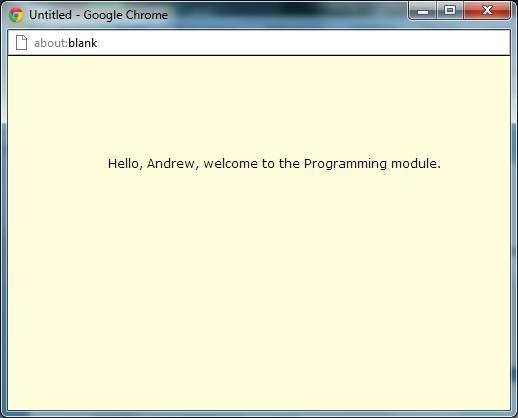 Untitled - Google Chrome
about:blank
Hello, Andrew, welcome to the Programming module.